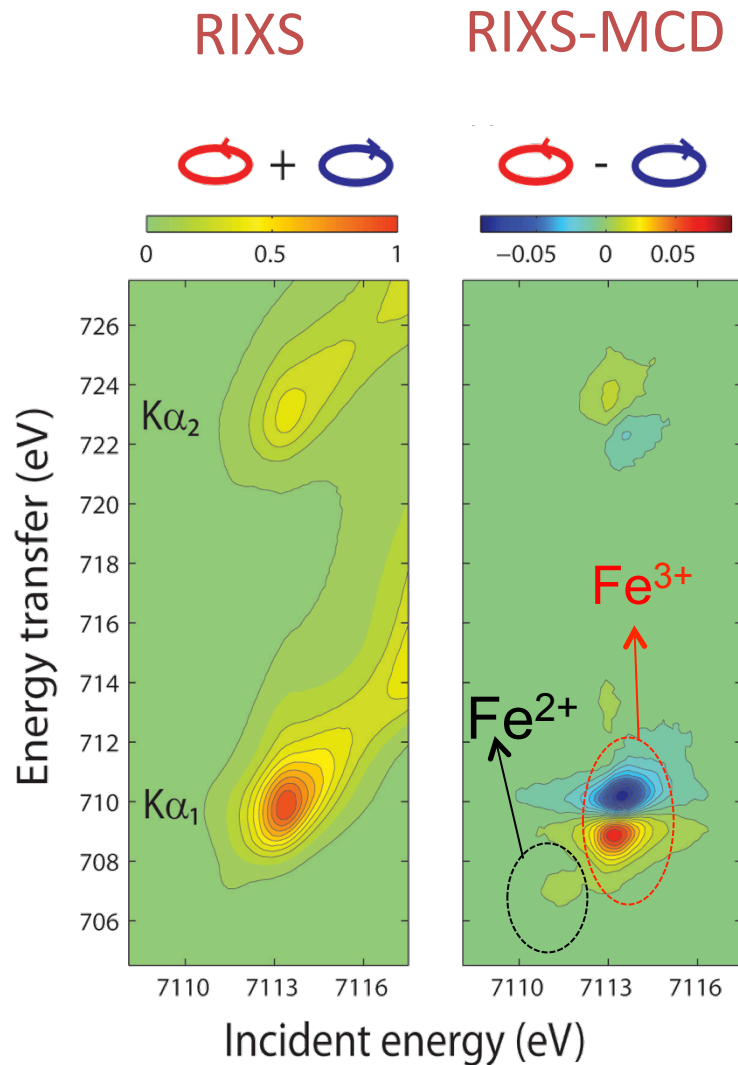 RIXS
RIXS-MCD
+
-
0 0.5 1
−0.05 0 0.05
726
724
722
720
718
716
714
712
710
708
706
Kα₂
Kα₁
Energy transfer (eV)
Fe³⁺
Fe²⁺
7110 7113 7116
7110 7113 7116
Incident energy (eV)